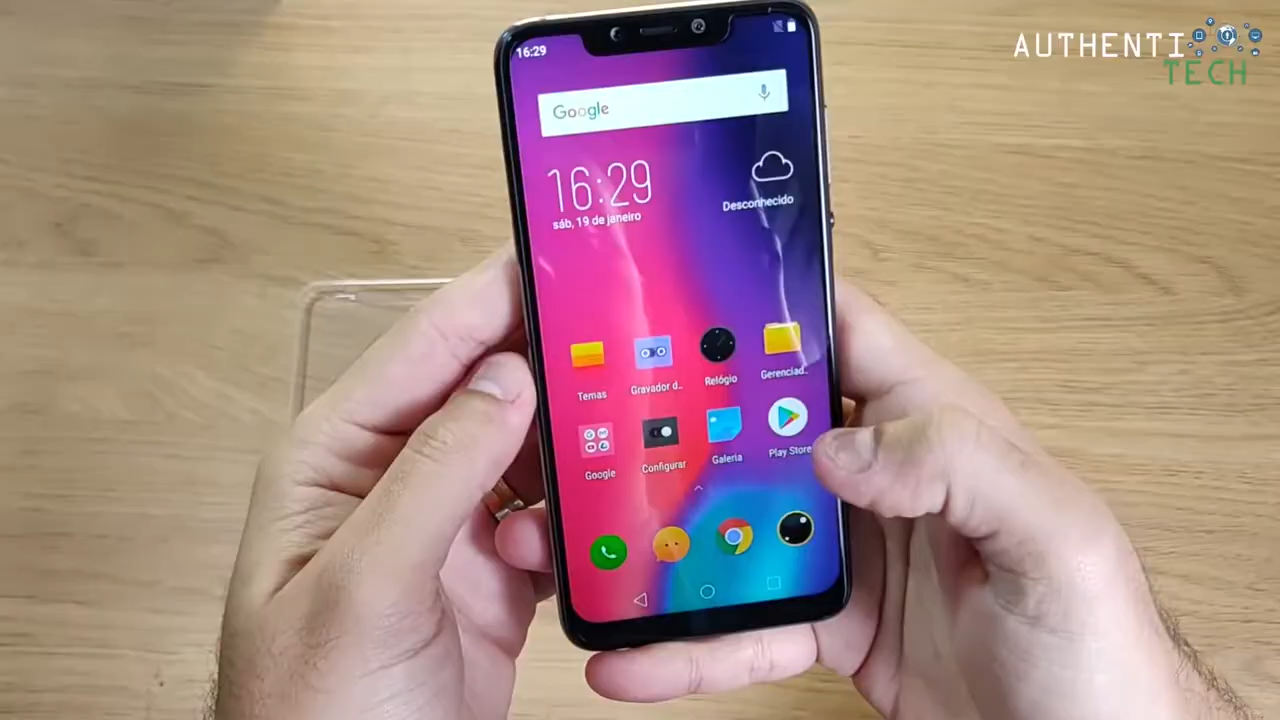 AUTHENTI
TECH
16:29
Google
16:29
sáb, 19 de janeiro
Desconhecido
Temas
Gravador d..
Relógio
Gerenciad..
Google
Configurar
Galeria
Play Store